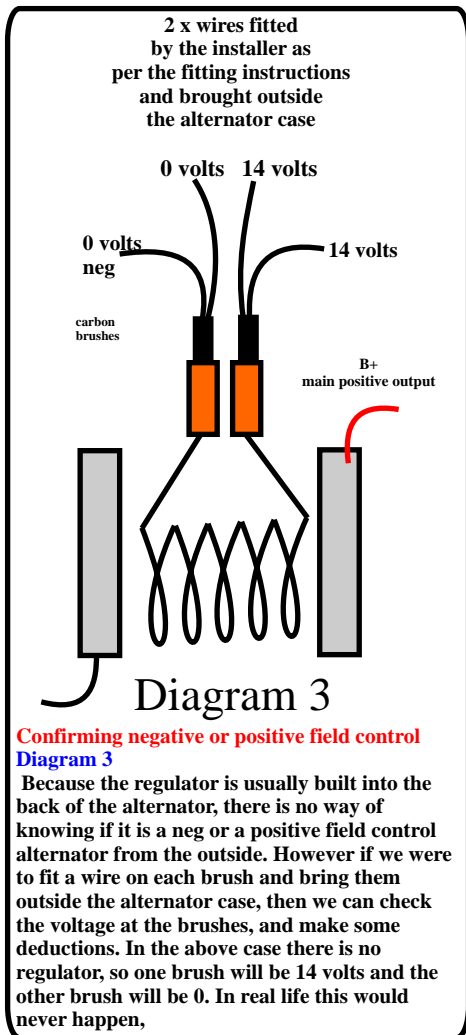 2 x wires fitted
by the installer as
per the fitting instructions
and brought outside
the alternator case
0 volts 14 volts
0 volts
neg
14 volts
carbon
brushes
B+
main positive output
Diagram 3
Confirming negative or positive field control
Diagram 3
Because the regulator is usually built into the
back of the alternator, there is no way of
knowing if it is a neg or a positive field control
alternator from the outside. However if we were
to fit a wire on each brush and bring them
outside the alternator case, then we can check
the voltage at the brushes, and make some
deductions. In the above case there is no
regulator, so one brush will be 14 volts and the
other brush will be 0. In real life this would
never happen,